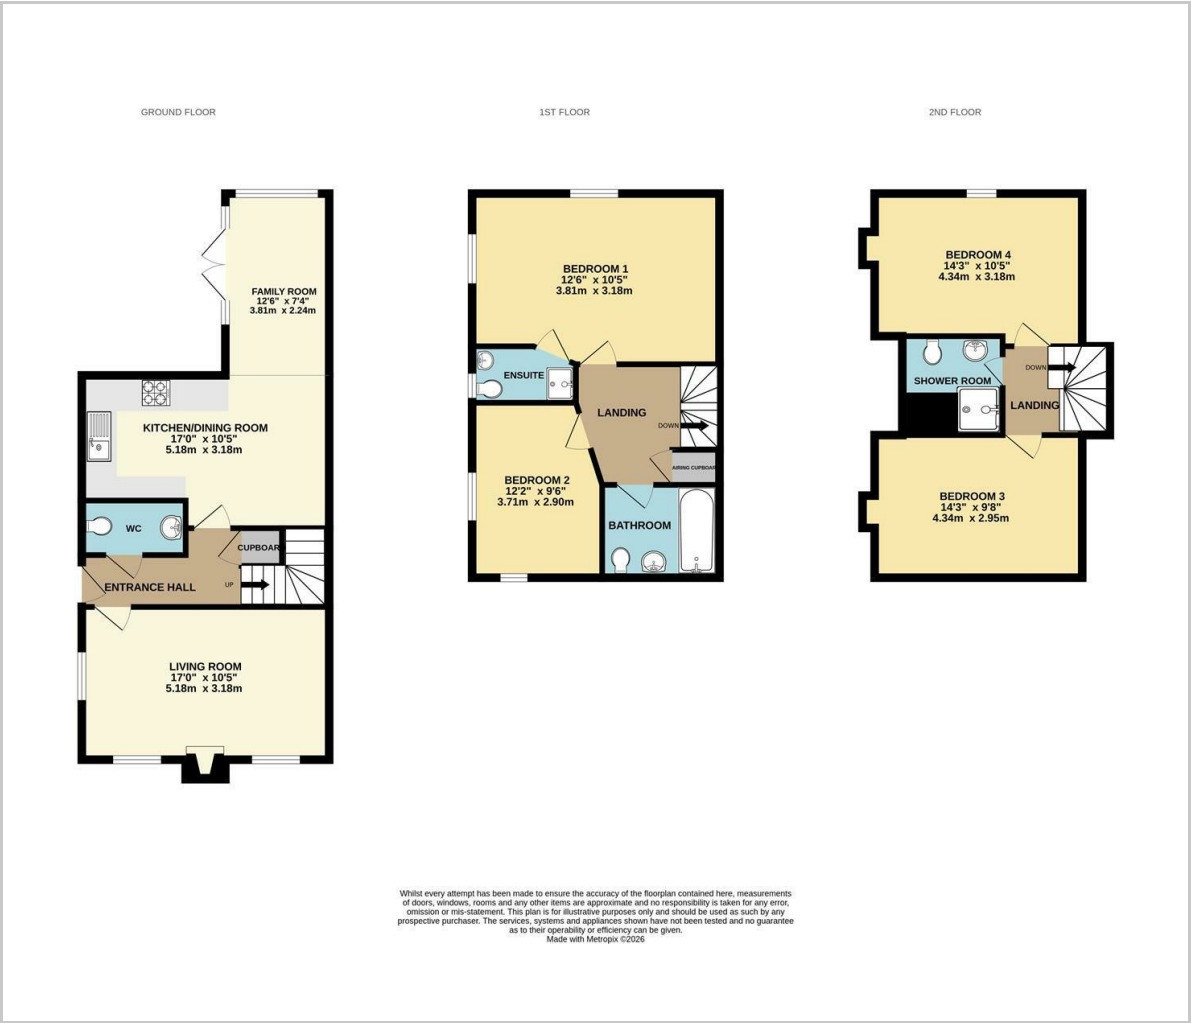 GROUND FLOOR
FAMILY ROOM
12'6" x 7'4"
3.81m x 2.24m
KITCHEN/DINING ROOM
17'0" x 10'5"
5.18m x 3.18m
WC
CUPBOAR
ENTRANCE HALL
UP
LIVING ROOM
17'0" x 10'5"
5.18m x 3.18m
1ST FLOOR
BEDROOM 1
12'6" x 10'5"
3.81m x 3.18m
ENSUITE
LANDING
DOWN
AIRING CUPBOAR
BEDROOM 2
12'2" x 9'6"
3.71m x 2.90m
BATHROOM
2ND FLOOR
BEDROOM 4
14'3" x 10'5"
4.34m x 3.18m
DOWN
SHOWER ROOM
LANDING
BEDROOM 3
14'3" x 9'8"
4.34m x 2.95m
Whilst every attempt has been made to ensure the accuracy of the floorplan contained here, measurements
of doors, windows, rooms and any other items are approximate and no responsibility is taken for any error,
omission or mis-statement. This plan is for illustrative purposes only and should be used as such by any
prospective purchaser. The services, systems and appliances shown have not been tested and no guarantee
as to their operability or efficiency can be given.
Made with Metropix ©2026